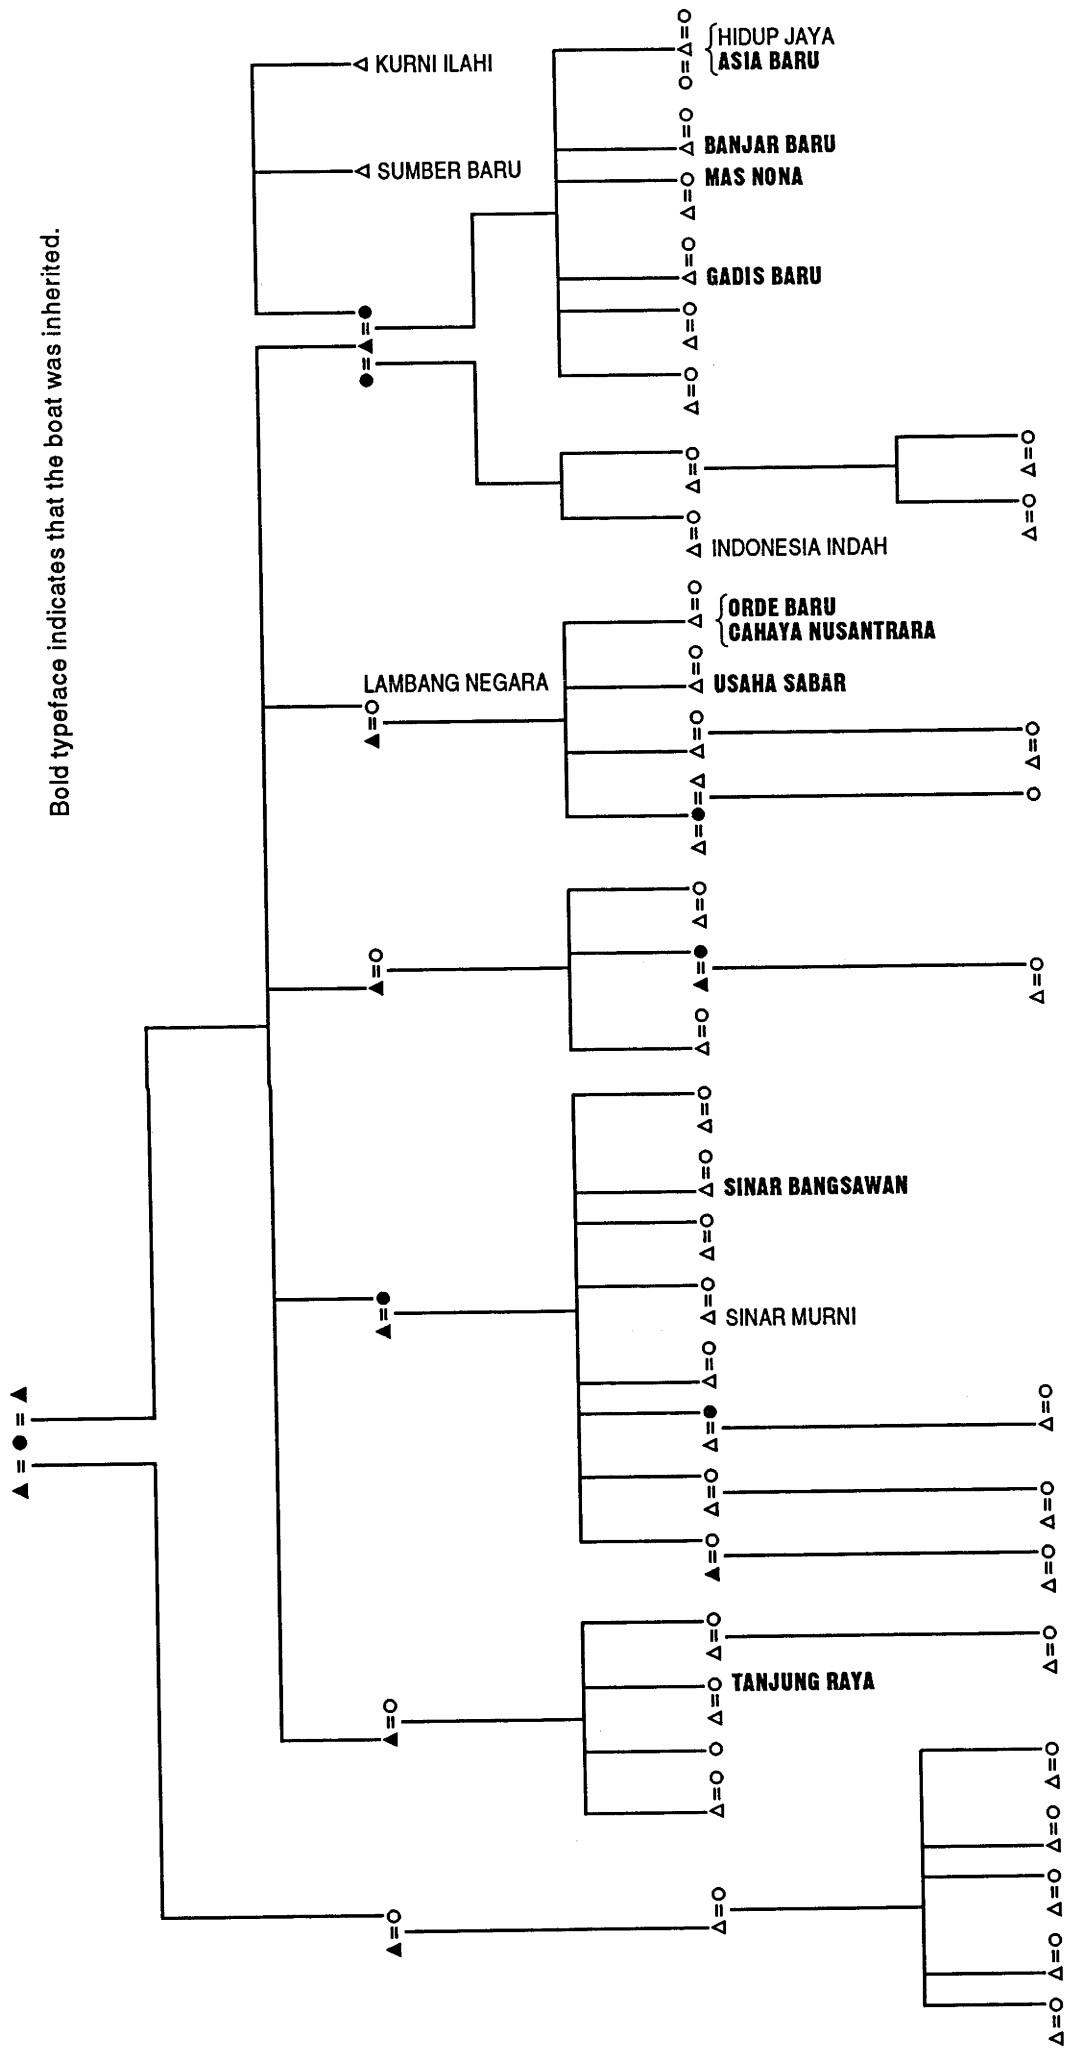 Bold typeface indicates that the boat was inherited.
KURNI ILAHI
SUMBER BARU
HIDUP JAYA
ASIA BARU
BANJAR BARU
MAS NONA
GADIS BARU
INDONESIA INDAH
ORDE BARU
CAHAYA NUSANTRARA
LAMBANG NEGARA
USAHA SABAR
SINAR BANGSAWAN
SINAR MURNI
TANJUNG RAYA